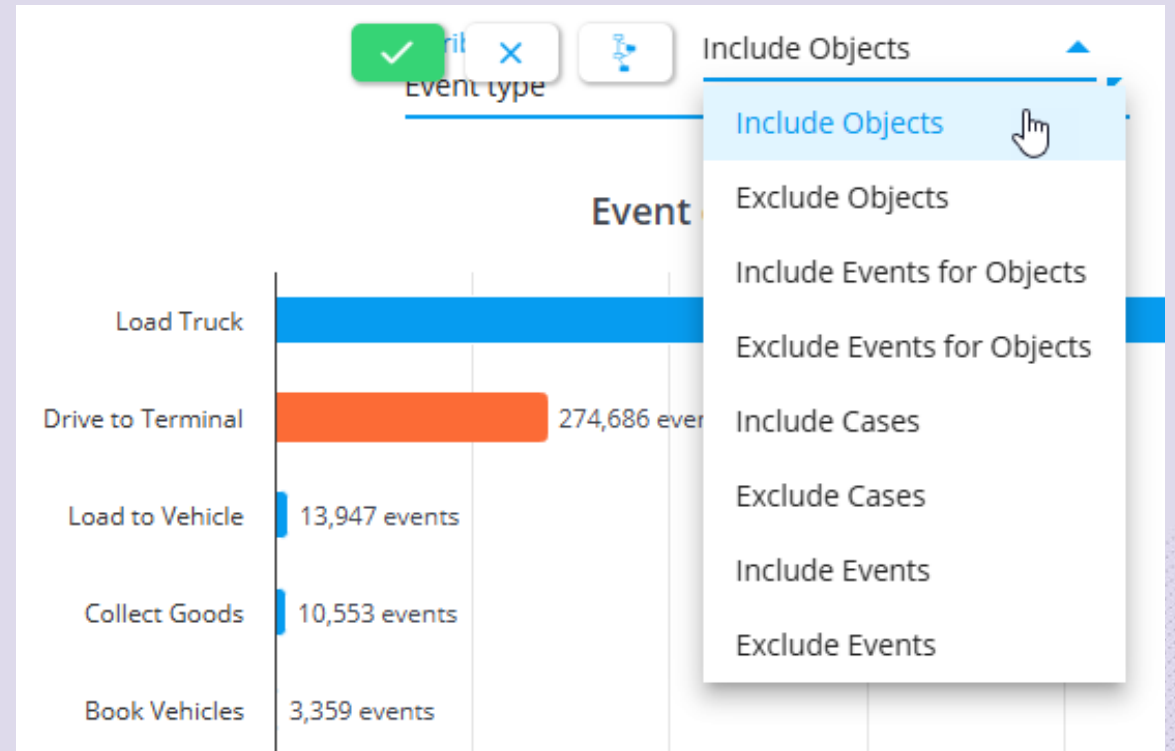 Include Objects
Event type
Include Objects
Exclude Objects
Include Events for Objects
Exclude Events for Objects
Include Cases
Exclude Cases
Include Events
Exclude Events
Event
Load Truck
Drive to Terminal
274,686 even
Load to Vehicle
13,947 events
Collect Goods
10,553 events
Book Vehicles
3,359 events